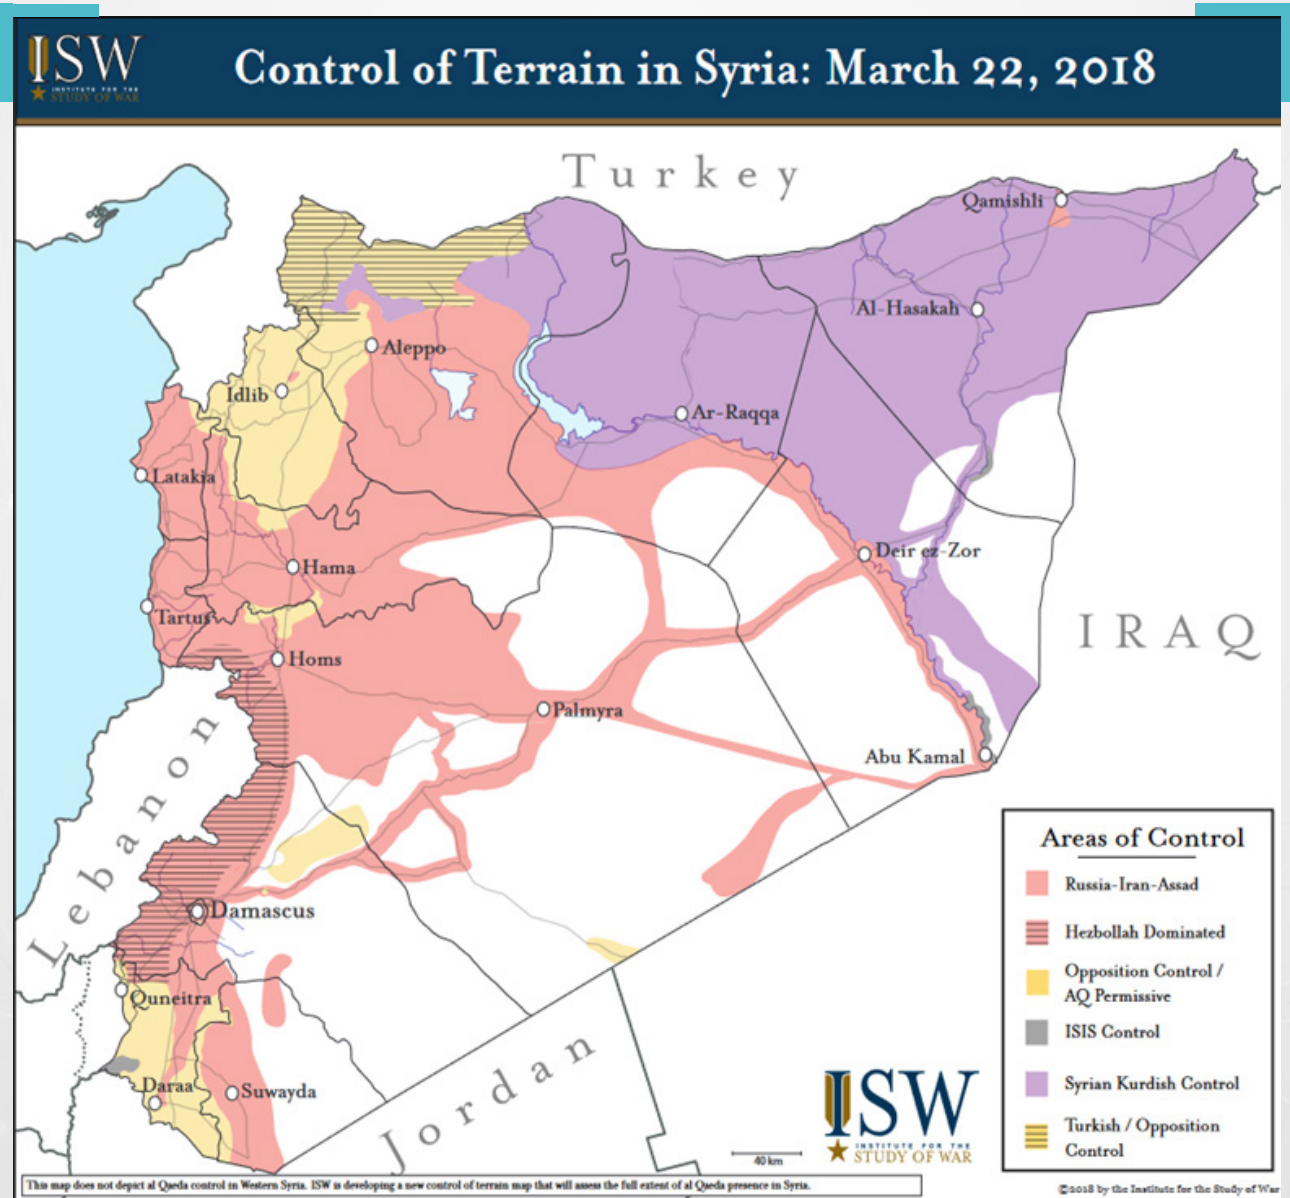 ISW
INSTITUTE FOR THE
STUDY OF WAR
Control of Terrain in Syria: March 22, 2018
Turkey
Qamishli
Al-Hasakah
Aleppo
Idlib
Ar-Raqqa
Latakia
Deir ez-Zor
Hama
Tartus
IRAQ
Homs
Palmyra
Abu Kamal
Lebanon
Damascus
Quneitra
Daraa
Suwayda
Jordan
Areas of Control
Russia-Iran-Assad
Hezbollah Dominated
Opposition Control /
AQ Permissive
ISIS Control
Syrian Kurdish Control
Turkish / Opposition
Control
ISW
INSTITUTE FOR THE
STUDY OF WAR
40 km
This map does not depict al Qaeda control in Western Syria. ISW is developing a new control of terrain map that will assess the full extent of al Qaeda presence in Syria.
©2018 by the Institute for the Study of War